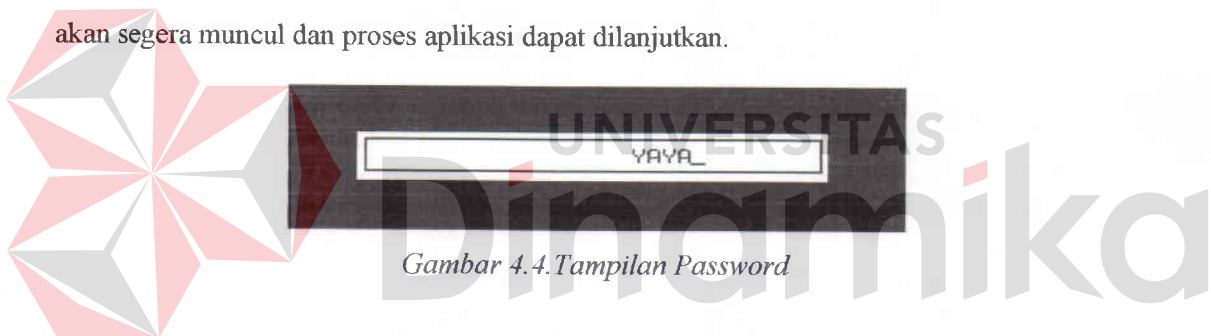 akan segera muncul dan proses aplikasi dapat dilanjutkan.
UNIVERSITAS
YAYA_
Dinamika
Gambar 4.4.Tampilan Password